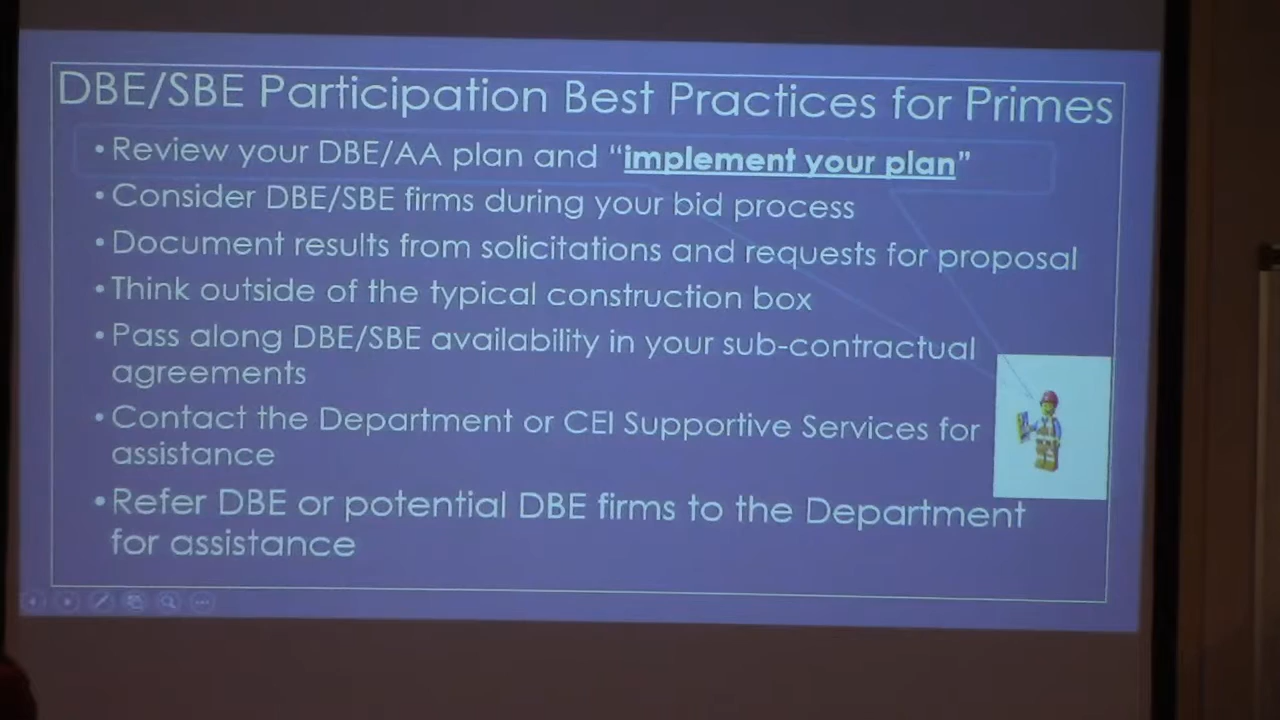 DBE/SBE Participation Best Practices for Primes
• Review your DBE/AA plan and “implement your plan”
• Consider DBE/SBE firms during your bid process
• Document results from solicitations and requests for proposal
• Think outside of the typical construction box
• Pass along DBE/SBE availability in your sub-contractual
agreements
• Contact the Department or CEI Supportive Services for
assistance
• Refer DBE or potential DBE firms to the Department
for assistance